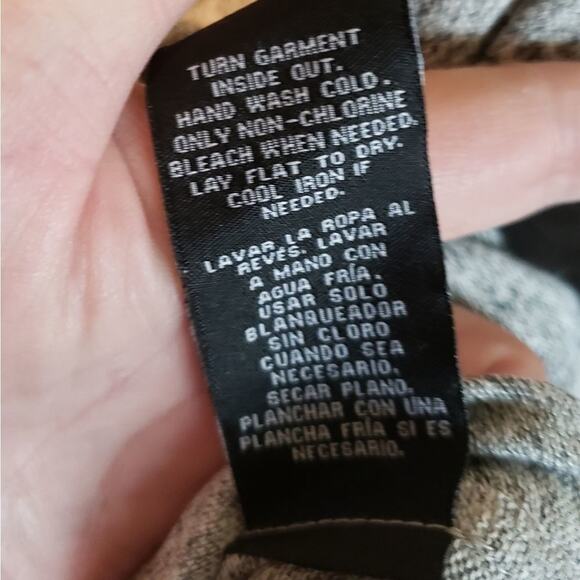 TURN GARMENT
INSIDE OUT.
HAND WASH COLD.
ONLY NON-CHLORINE
BLEACH WHEN NEEDED.
LAY FLAT TO DRY.
COOL IRON IF
NEEDED.
LAVAR LA ROPA AL
REVES. LAVAR
A MANO CON
AGUA FRÍA.
USAR SOLO
BLANQUEADOR
SIN CLORO
CUANDO SEA
NECESARIO.
SECAR PLANO.
PLANCHAR CON UNA
PLANCHA FRÍA SI ES
NECESARIO.